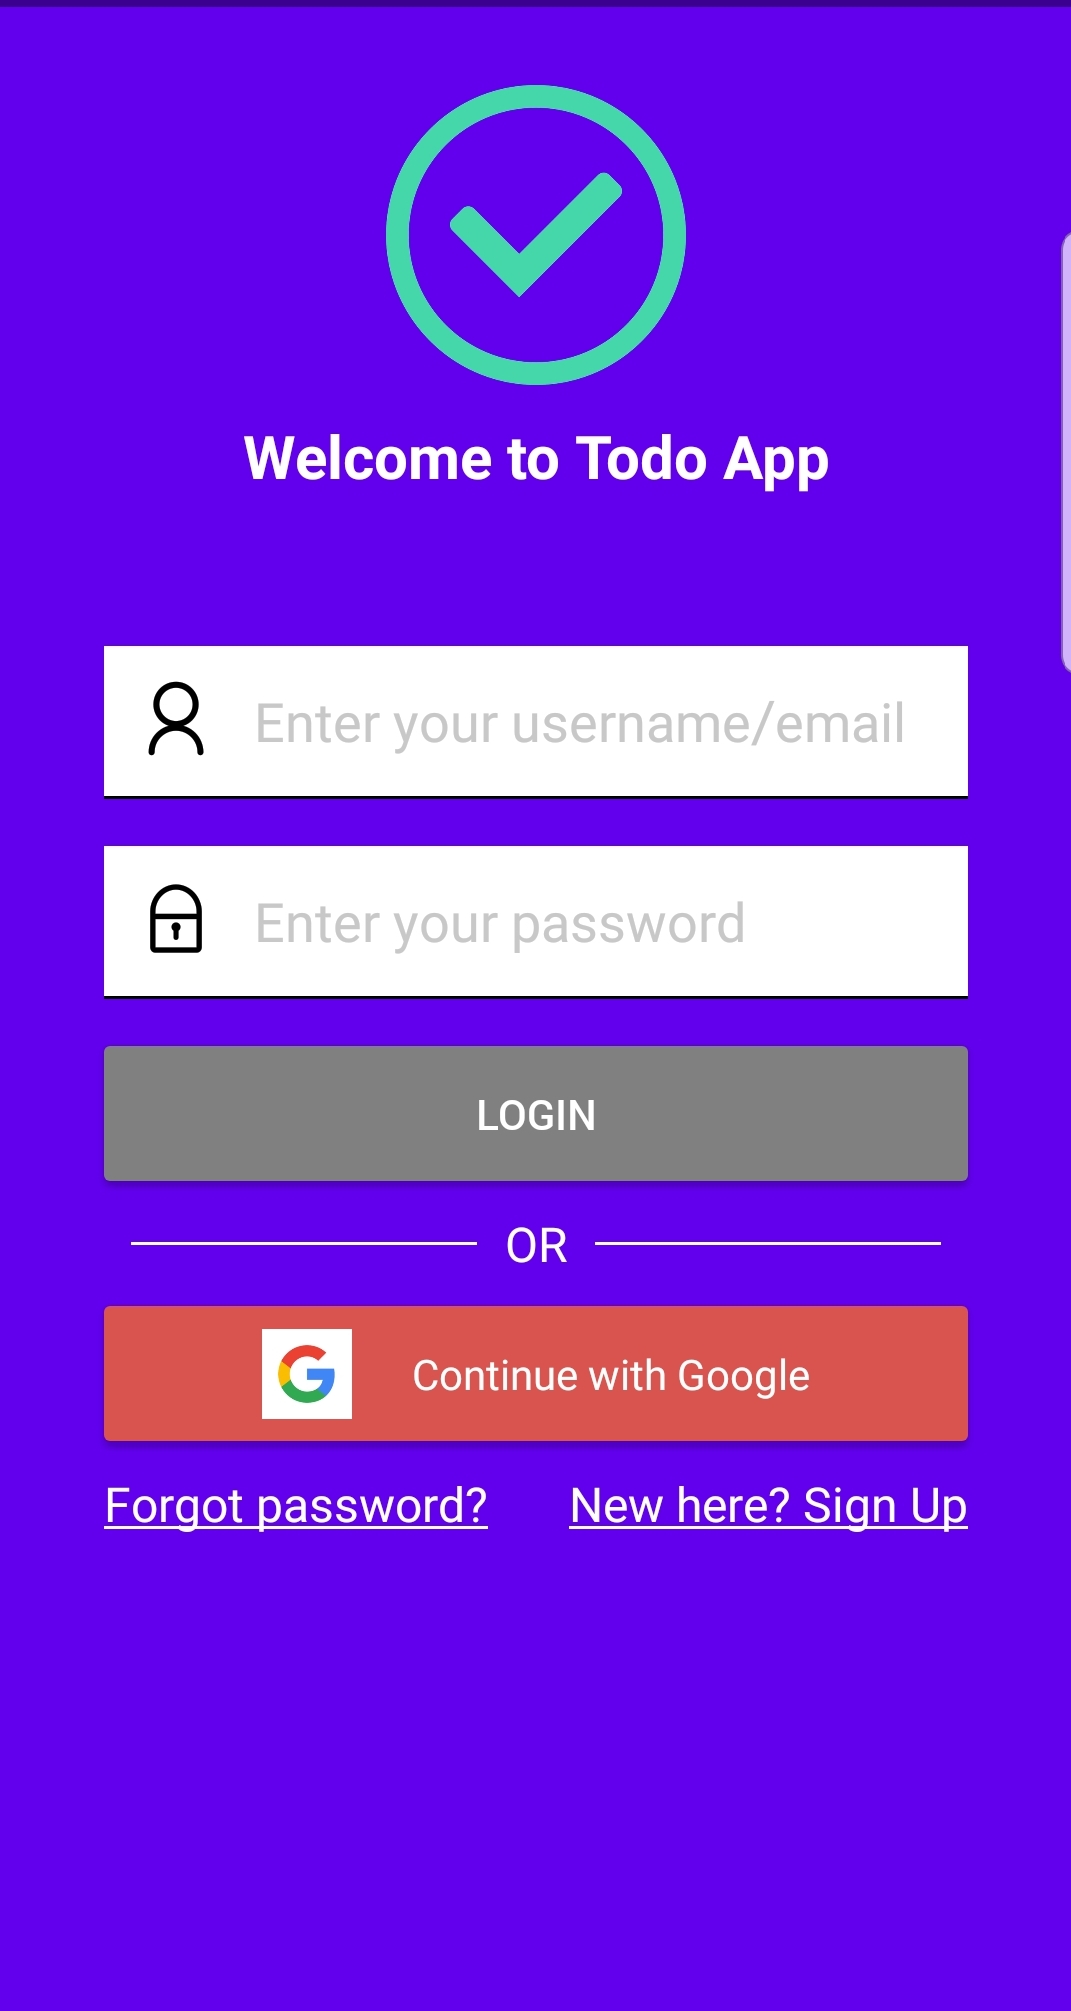 Welcome to Todo App
Enter your username/email
Enter your password
LOGIN
OR
Continue with Google
Forgot password? New here? Sign Up